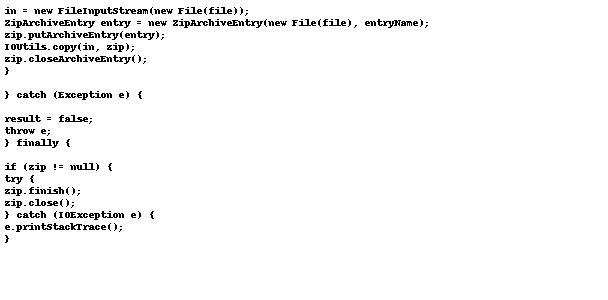 in = new FileInputStream(new File(file));
ZipArchiveEntry entry = new ZipArchiveEntry(new File(file), entryName);
zip.putArchiveEntry(entry);
IOUtils.copy(in, zip);
zip.closeArchiveEntry();
}
} catch (Exception e) {
result = false;
throw e;
} finally {
if (zip != null) {
try {
zip.finish();
zip.close();
} catch (IOException e) {
e.printStackTrace();
}